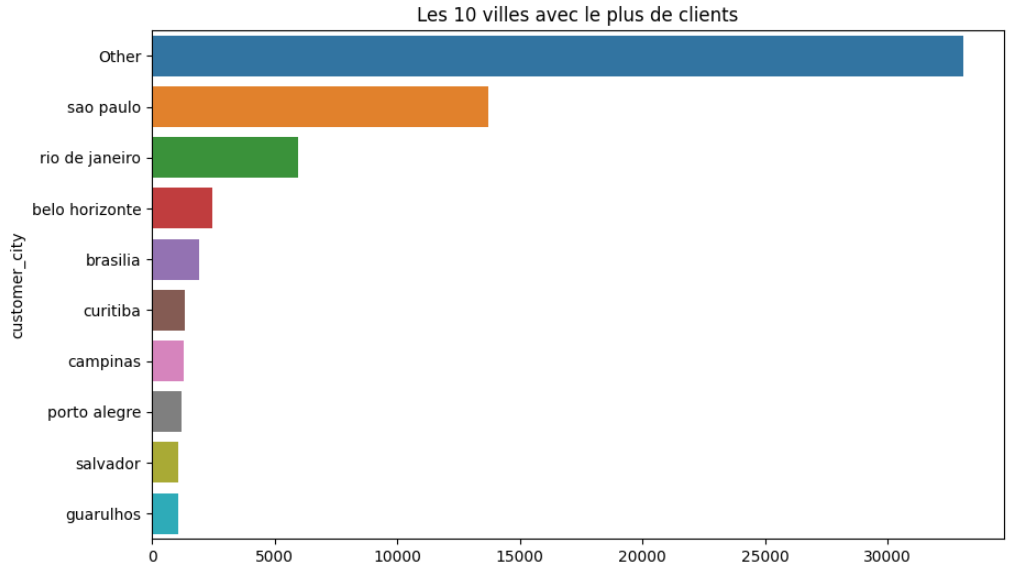 Les 10 villes avec le plus de clients
Other
sao paulo
rio de janeiro
belo horizonte
brasilia
curitiba
campinas
porto alegre
salvador
guarulhos
customer_city
0 5000 10000 15000 20000 25000 30000